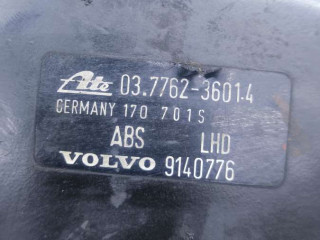 Ate 03.7762-3601.4
GERMANY 170 701S
ABS LHD
VOLVO 9140776